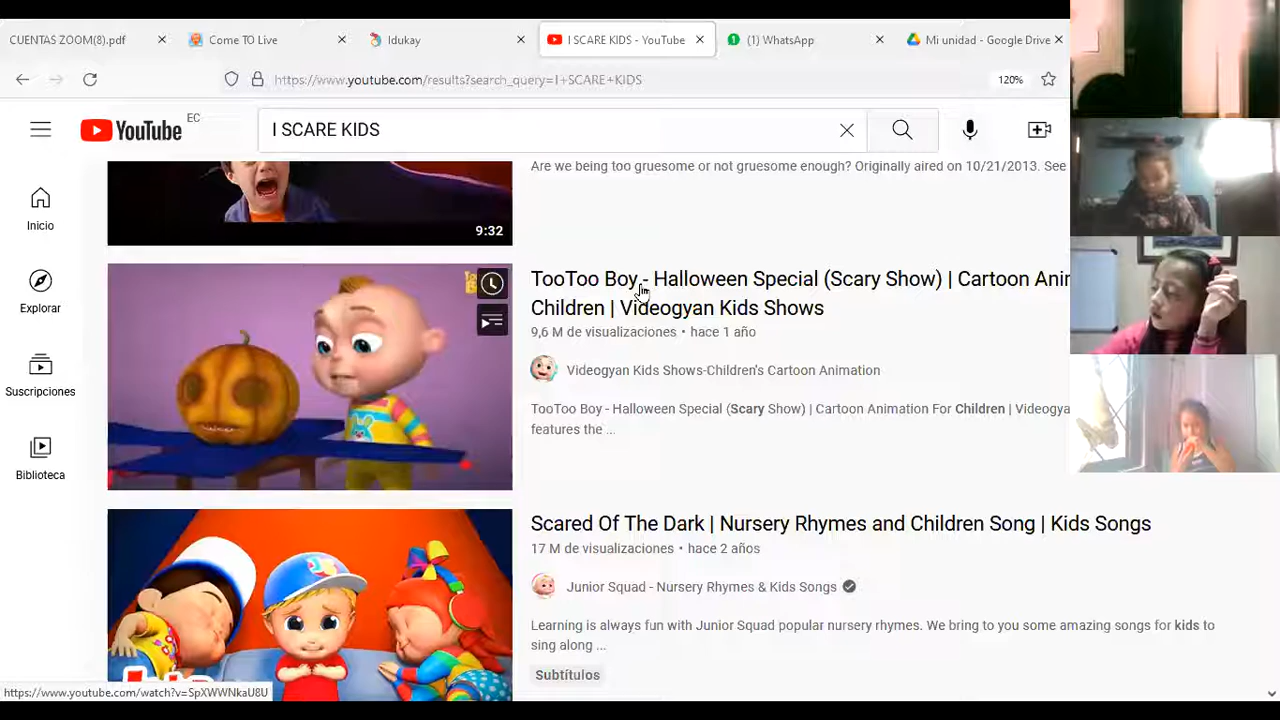 CUENTAS ZOOM(8).pdf
Come TO Live
Idukay
I SCARE KIDS - YouTube
(1) WhatsApp
Mi unidad - Google Drive
https://www.youtube.com/results?search_query=I+SCARE+KIDS
120%
YouTube
EC
I SCARE KIDS
Inicio
Explorar
Suscripciones
Biblioteca
Are we being too gruesome or not gruesome enough? Originally aired on 10/21/2013. See
9:32
TooToo Boy - Halloween Special (Scary Show) | Cartoon Anim
Children | Videogyan Kids Shows
9,6 M de visualizaciones • hace 1 año
Videogyan Kids Shows-Children's Cartoon Animation
TooToo Boy - Halloween Special (Scary Show) | Cartoon Animation For Children | Videogya
features the ...
Scared Of The Dark | Nursery Rhymes and Children Song | Kids Songs
17 M de visualizaciones • hace 2 años
Junior Squad - Nursery Rhymes & Kids Songs
Learning is always fun with Junior Squad popular nursery rhymes. We bring to you some amazing songs for kids to
sing along ...
Subtítulos
https://www.youtube.com/watch?v=SpXWWNkaU8U